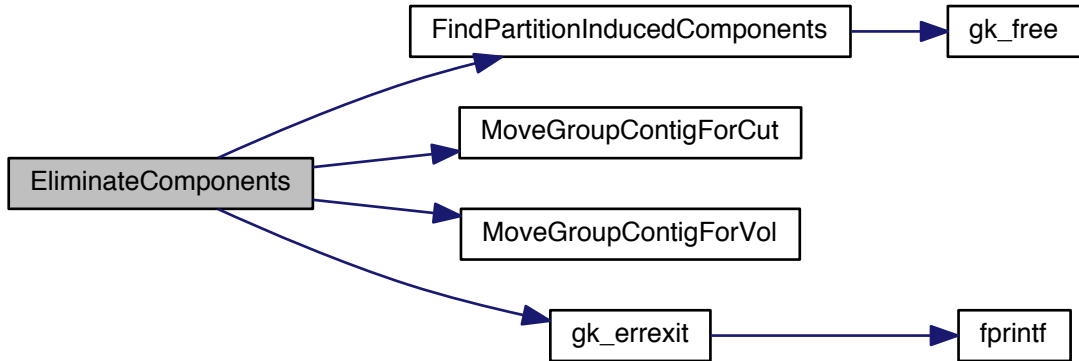 FindPartitionInducedComponents
gk_free
MoveGroupContigForCut
EliminateComponents
MoveGroupContigForVol
gk_errexit
fprintf